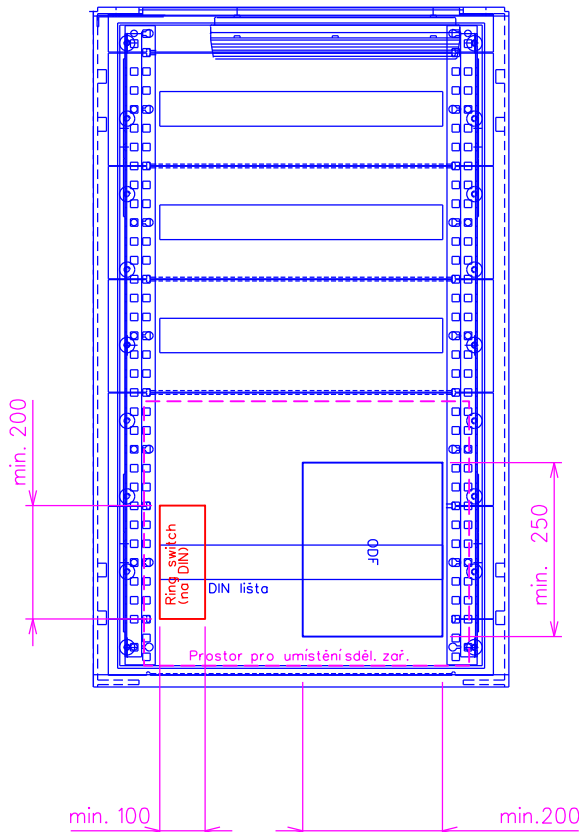 min. 200
Ring switch
(na DIN)
ODF
DIN lišta
min. 250
Prostor pro umístění sděl. zař.
min. 100
min.200